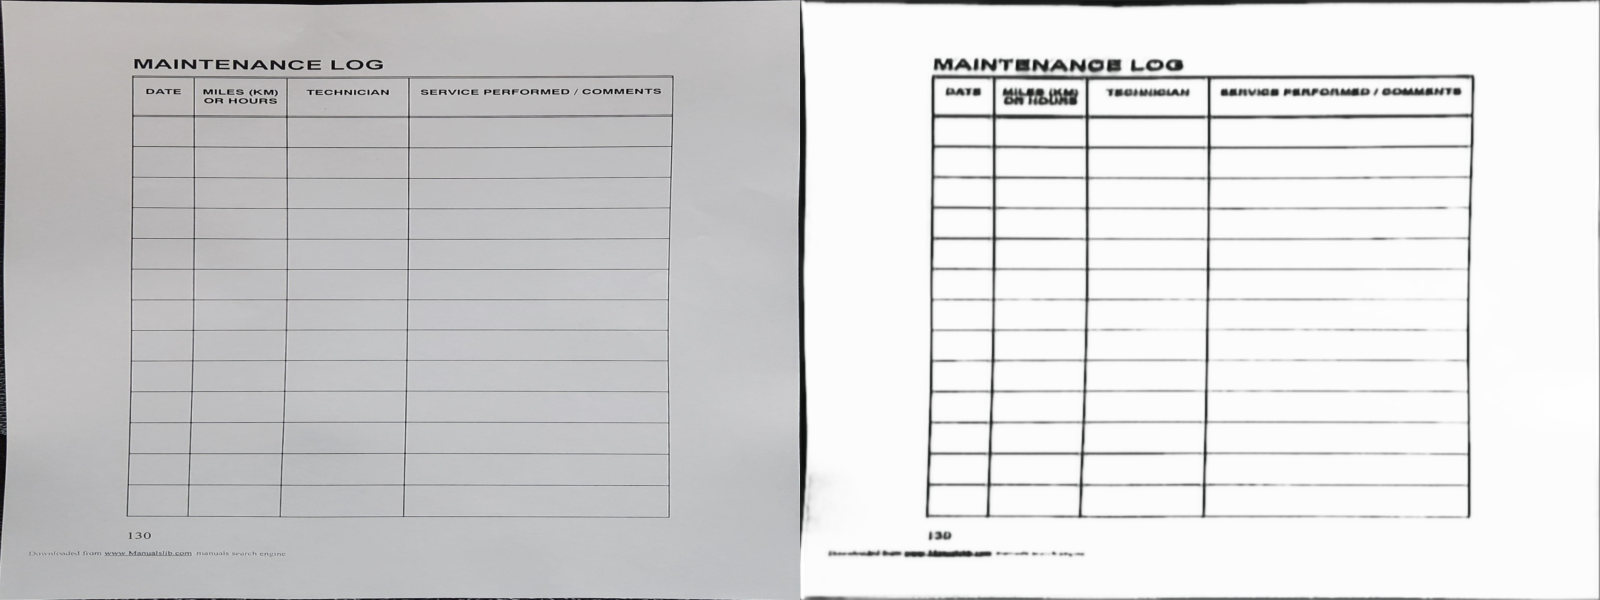 MAINTENANCE LOG
DATE
MILES (KM)
OR HOURS
TECHNICIAN
SERVICE PERFORMED / COMMENTS
130
Downloaded from www.Manualslib.com manuals search engine
MAINTENANCE LOG
DATE
MILES (KM)
OR HOURS
TECHNICIAN
SERVICE PERFORMED / COMMENTS
130
Downloaded from www.Manualslib.com manuals search engine